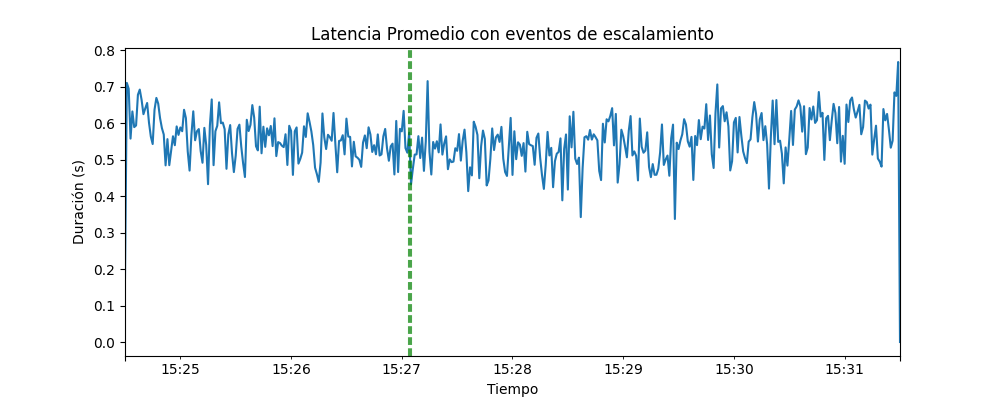 Latencia Promedio con eventos de escalamiento
Duración (s)
0.8
0.7
0.6
0.5
0.4
0.3
0.2
0.1
0.0
15:25 15:26 15:27 15:28 15:29 15:30 15:31
Tiempo